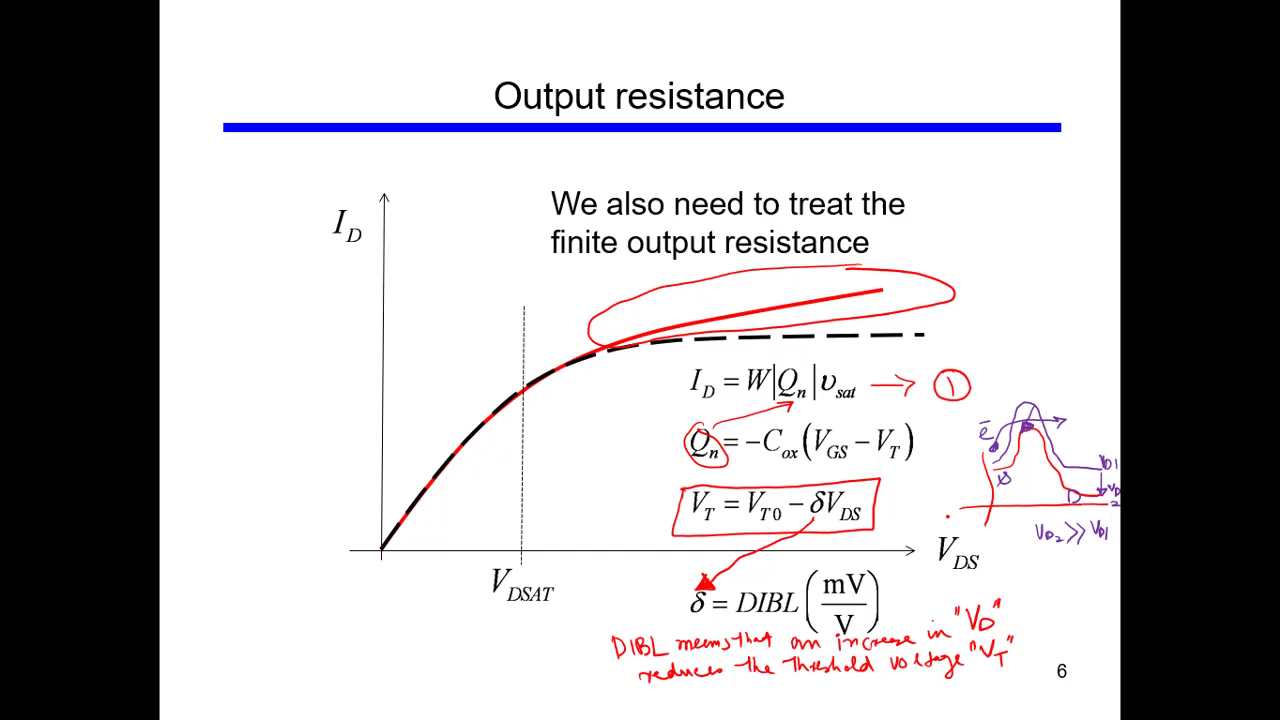 Output resistance
We also need to treat the
finite output resistance
I_D
I_D = W|Q_n|υ_sat → ①
Q_n = −C_ox(V_GS − V_T)
V_T = V_T0 − δV_DS
V_DSAT
V_DS
δ = DIBL (mV/V)
DIBL means that an increase in "V_D"
reduces the threshold voltage "V_T"
e̅
S
D
V_D1
V_D2
V_D2 >> V_D1
6